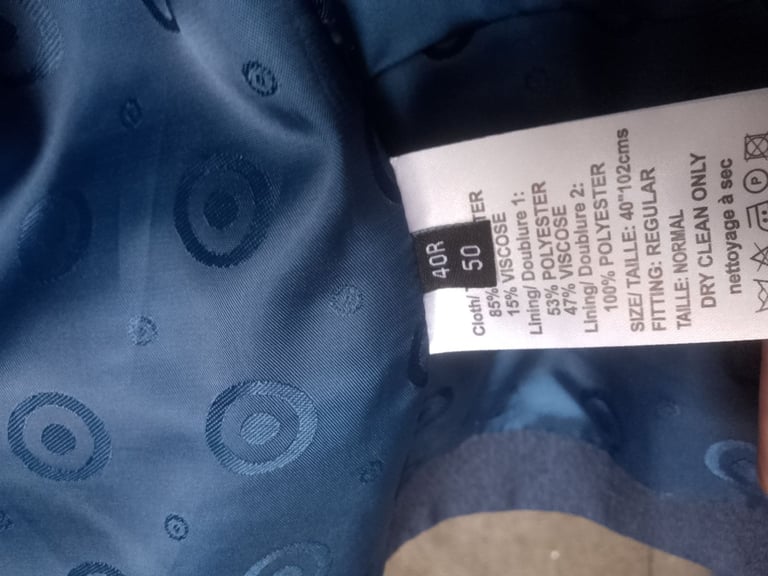 40R
50
Cloth/
85%
15% VISCOSE
Lining/ Doublure 1:
53% POLYESTER
47% VISCOSE
Lining/ Doublure 2:
100% POLYESTER
SIZE/ TAILLE: 40"102cms
FITTING: REGULAR
TAILLE: NORMAL
DRY CLEAN ONLY
nettoyage à sec
P